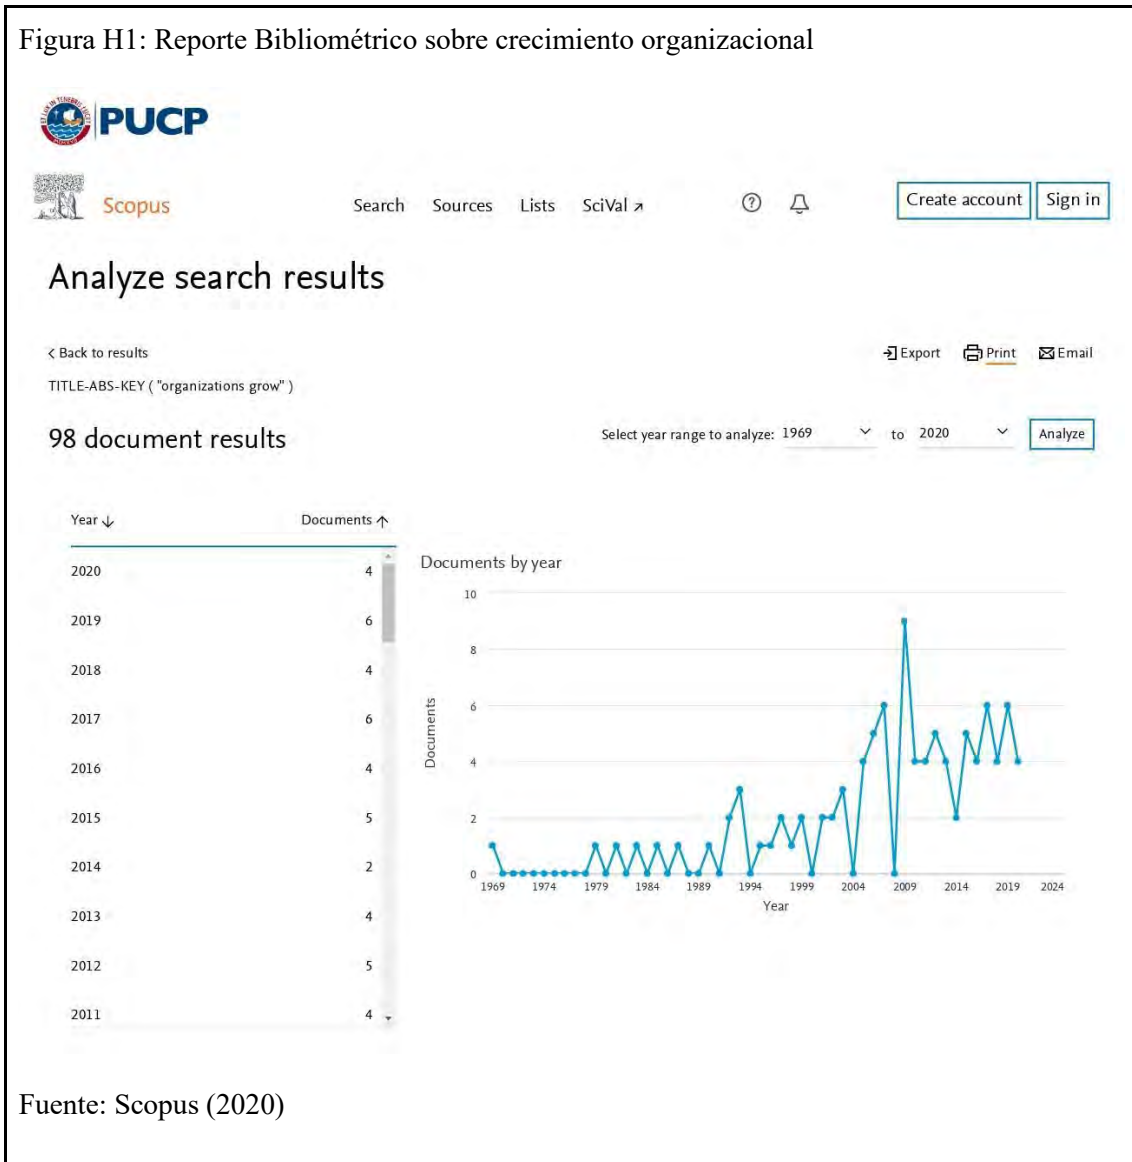 Figura H1: Reporte Bibliométrico sobre crecimiento organizacional
PUCP
Scopus Search Sources Lists SciVal ↗ Create account Sign in
Analyze search results
< Back to results Export Print Email
TITLE-ABS-KEY ( "organizations grow" )
98 document results Select year range to analyze: 1969 to 2020 Analyze
Year ↓ Documents ↑
2020 4
2019 6
2018 4
2017 6
2016 4
2015 5
2014 2
2013 4
2012 5
2011 4
Documents by year
10
8
6
4
2
0
Documents
1969 1974 1979 1984 1989 1994 1999 2004 2009 2014 2019 2024
Year
Fuente: Scopus (2020)